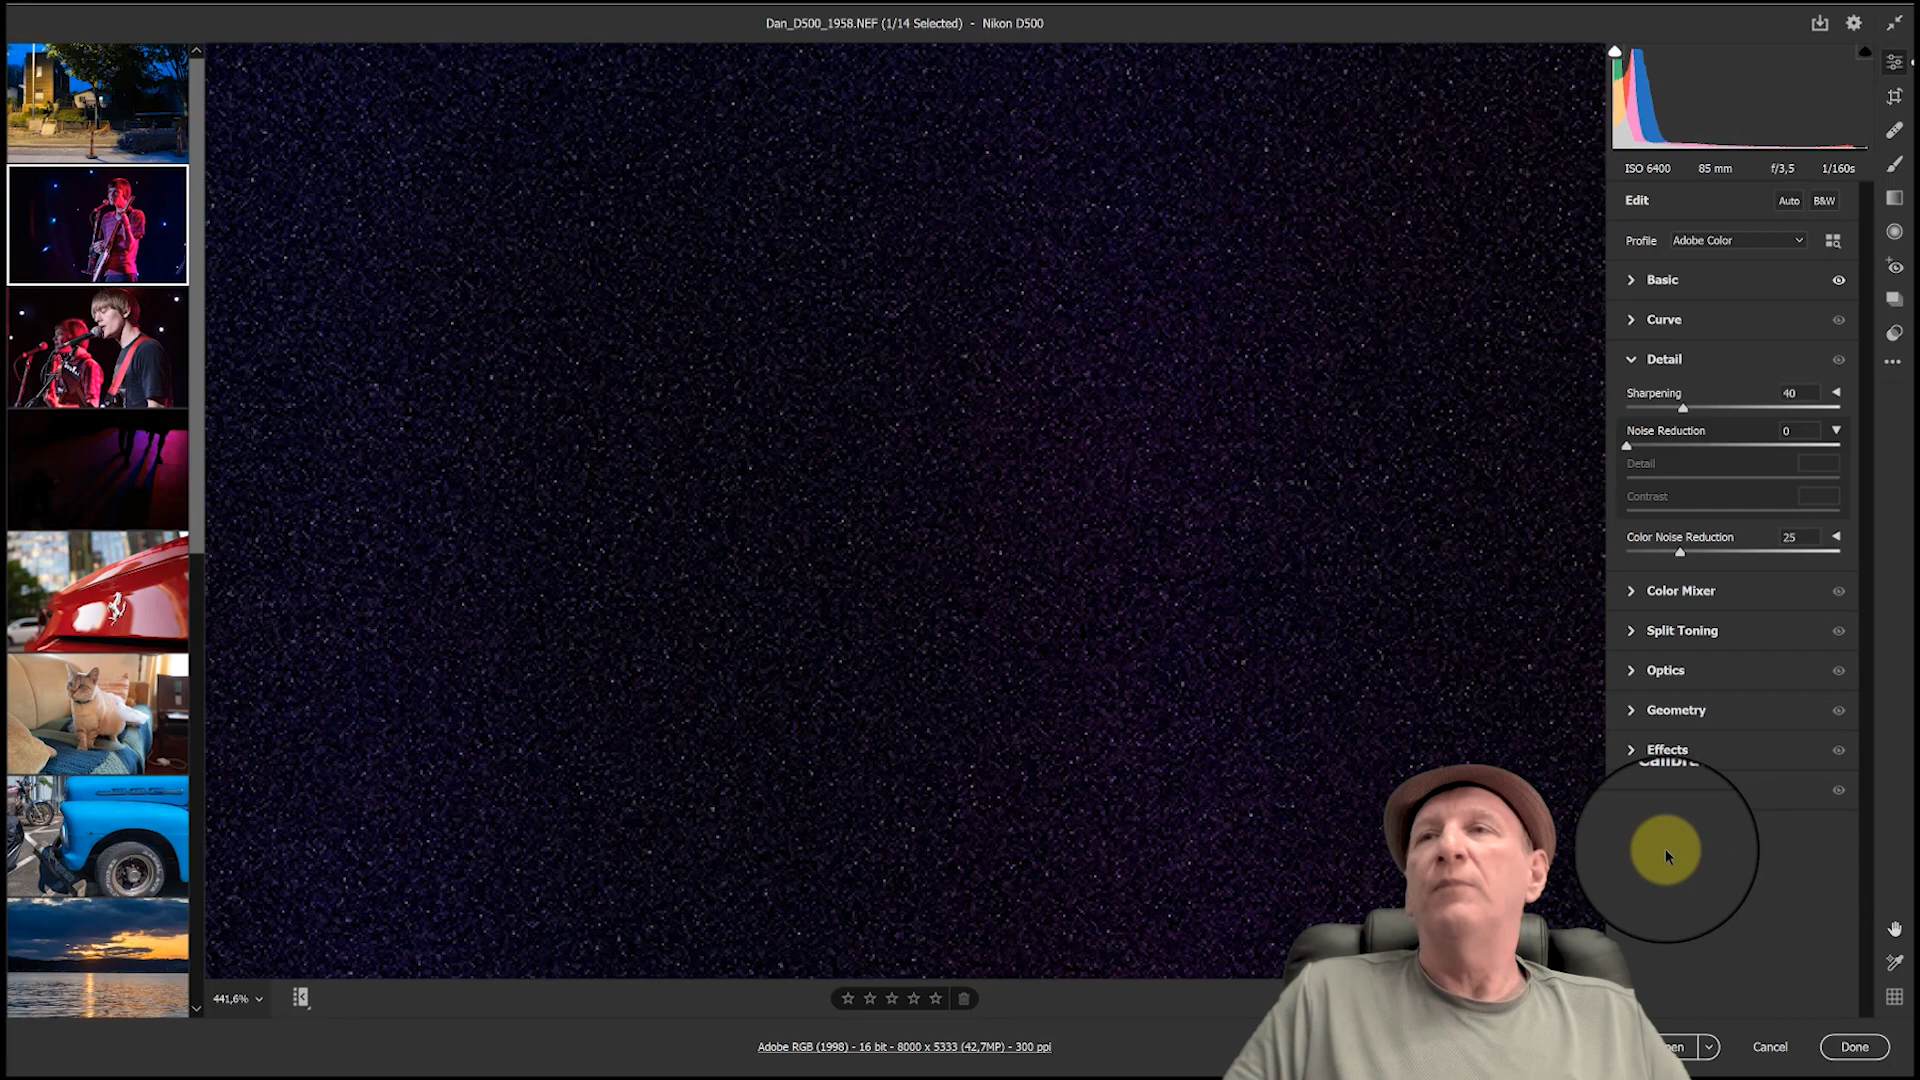 Dan_D500_1958.NEF (1/14 Selected) - Nikon D500
ISO 6400 85 mm f/3,5 1/160s
Edit Auto B&W
Profile Adobe Color
Basic
Curve
Detail
Sharpening 40
Noise Reduction 0
Detail
Contrast
Color Noise Reduction 25
Color Mixer
Split Toning
Optics
Geometry
Effects
441,6%
Adobe RGB (1998) - 16 bit - 8000 x 5333 (42,7MP) - 300 ppi
Cancel Done